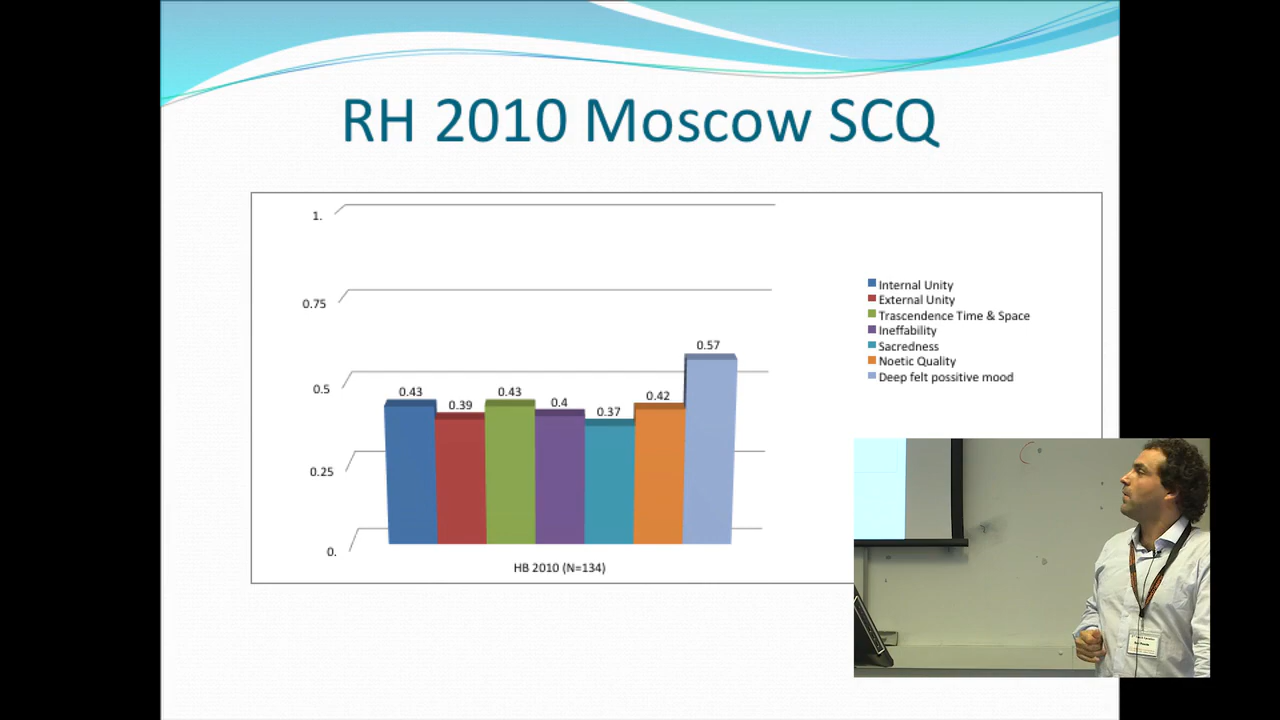 RH 2010 Moscow SCQ
1.
0.75
0.5
0.25
0.
0.43
0.39
0.43
0.4
0.37
0.42
0.57
HB 2010 (N=134)
Internal Unity
External Unity
Trascendence Time & Space
Ineffability
Sacredness
Noetic Quality
Deep felt possitive mood